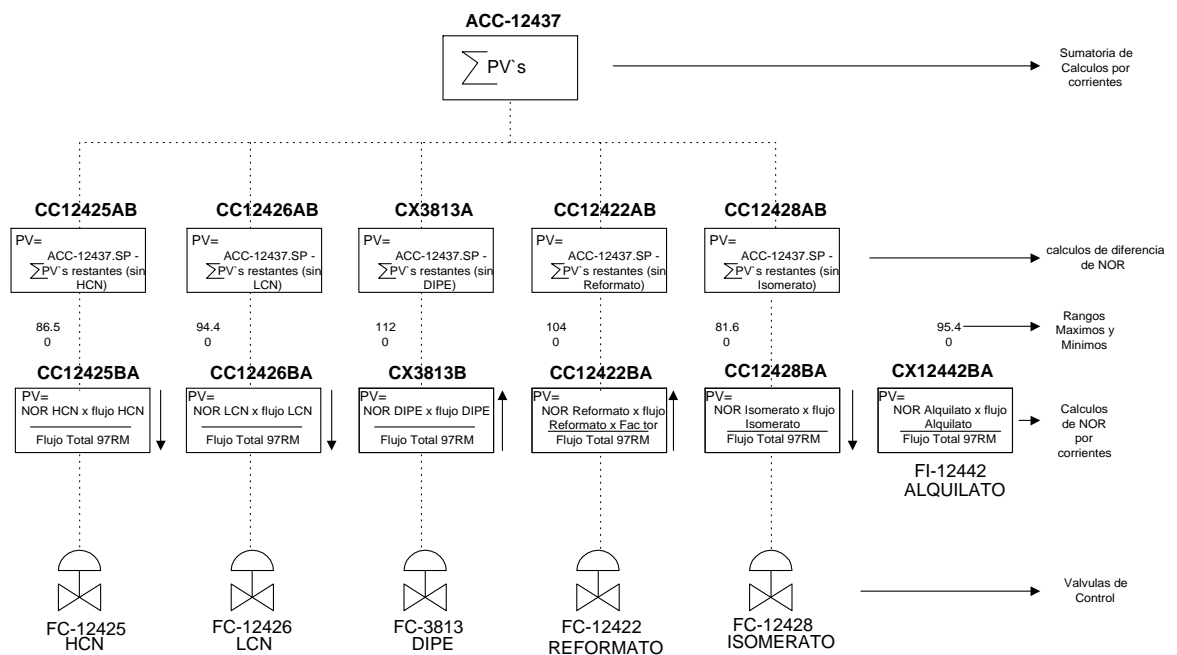 ACC-12437
∑ PV`s
Sumatoria de
Calculos por
corrientes
CC12425AB
PV=
ACC-12437.SP -
∑PV`s restantes (sin
HCN)
CC12426AB
PV=
ACC-12437.SP -
∑PV`s restantes (sin
LCN)
CX3813A
PV=
ACC-12437.SP -
∑PV`s restantes (sin
DIPE)
CC12422AB
PV=
ACC-12437.SP -
∑PV`s restantes (sin
Reformato)
CC12428AB
PV=
ACC-12437.SP -
∑PV`s restantes (sin
Isomerato)
calculos de diferencia
de NOR
86.5
0
94.4
0
112
0
104
0
81.6
0
95.4
0
Rangos
Maximos y
Minimos
CC12425BA
PV=
NOR HCN x flujo HCN
Flujo Total 97RM
CC12426BA
PV=
NOR LCN x flujo LCN
Flujo Total 97RM
CX3813B
PV=
NOR DIPE x flujo DIPE
Flujo Total 97RM
CC12422BA
PV=
NOR Reformato x flujo
Reformato x Fac tor
Flujo Total 97RM
CC12428BA
PV=
NOR Isomerato x flujo
Isomerato
Flujo Total 97RM
CX12442BA
PV=
NOR Alquilato x flujo
Alquilato
Flujo Total 97RM
FI-12442
ALQUILATO
Calculos
de NOR
por
corrientes
FC-12425
HCN
FC-12426
LCN
FC-3813
DIPE
FC-12422
REFORMATO
FC-12428
ISOMERATO
Valvulas de
Control